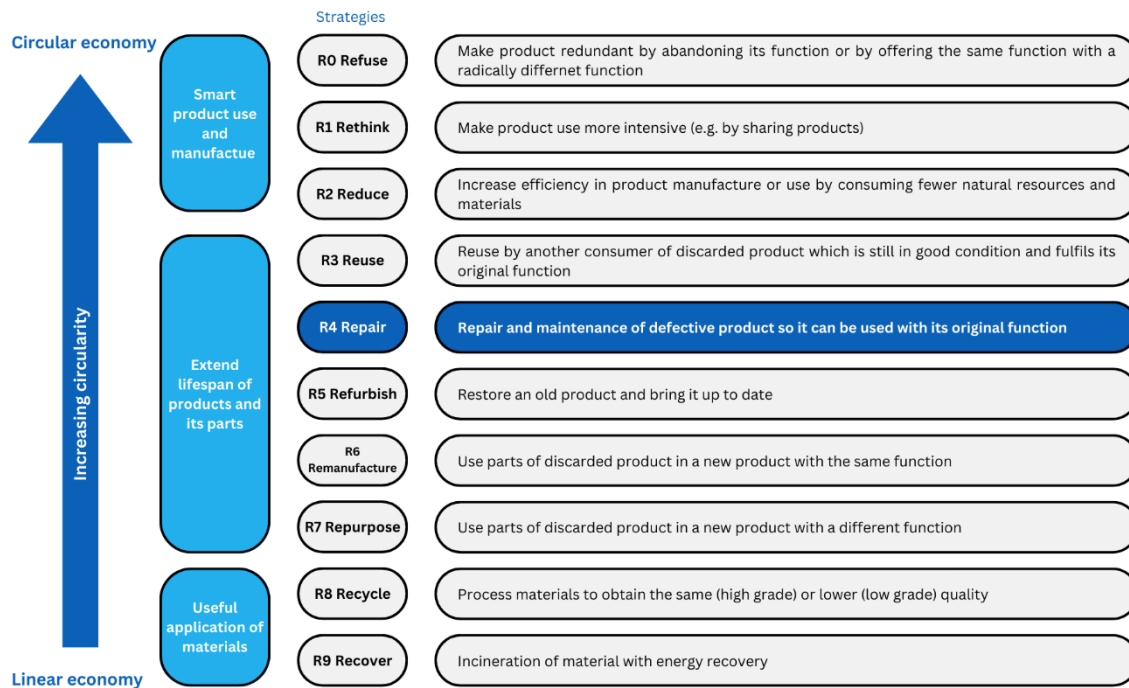 Strategies
Circular economy
Increasing circularity
Linear economy
Smart
product use
and
manufactue
R0 Refuse
Make product redundant by abandoning its function or by offering the same function with a
radically differnet function
R1 Rethink
Make product use more intensive (e.g. by sharing products)
R2 Reduce
Increase efficiency in product manufacture or use by consuming fewer natural resources and
materials
Extend
lifespan of
products and
its parts
R3 Reuse
Reuse by another consumer of discarded product which is still in good condition and fulfils its
original function
R4 Repair
Repair and maintenance of defective product so it can be used with its original function
R5 Refurbish
Restore an old product and bring it up to date
R6
Remanufacture
Use parts of discarded product in a new product with the same function
R7 Repurpose
Use parts of discarded product in a new product with a different function
Useful
application of
materials
R8 Recycle
Process materials to obtain the same (high grade) or lower (low grade) quality
R9 Recover
Incineration of material with energy recovery